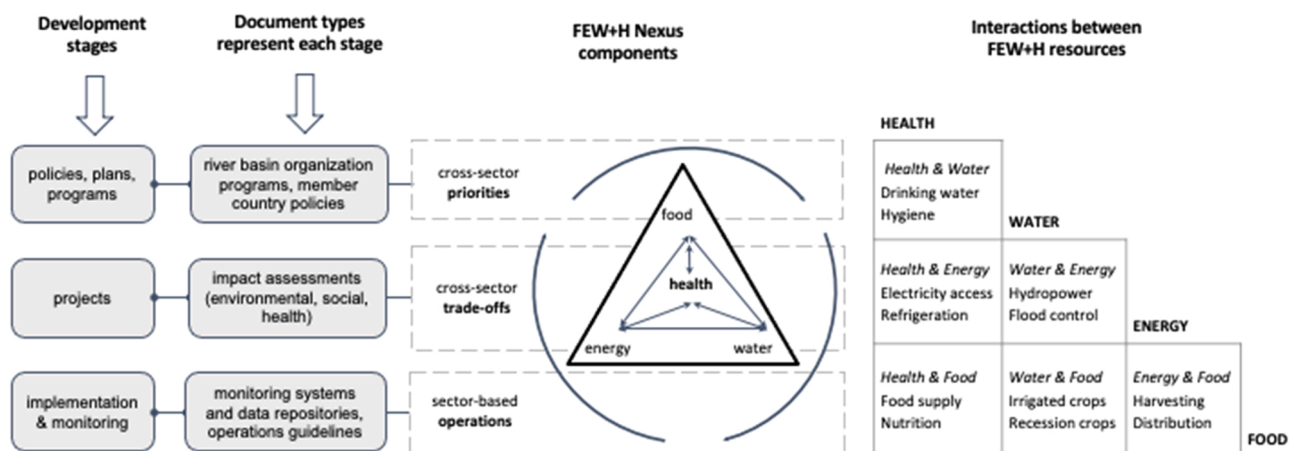 Development
stages
Document types
represent each stage
FEW+H Nexus
components
Interactions between
FEW+H resources
policies, plans,
programs
river basin organization
programs, member
country policies
cross-sector
priorities
projects
impact assessments
(environmental, social,
health)
cross-sector
trade-offs
implementation
& monitoring
monitoring systems
and data repositories,
operations guidelines
sector-based
operations
food
health
energy
water
HEALTH
Health & Water
Drinking water
Hygiene
WATER
Health & Energy
Electricity access
Refrigeration
Water & Energy
Hydropower
Flood control
ENERGY
Health & Food
Food supply
Nutrition
Water & Food
Irrigated crops
Recession crops
Energy & Food
Harvesting
Distribution
FOOD